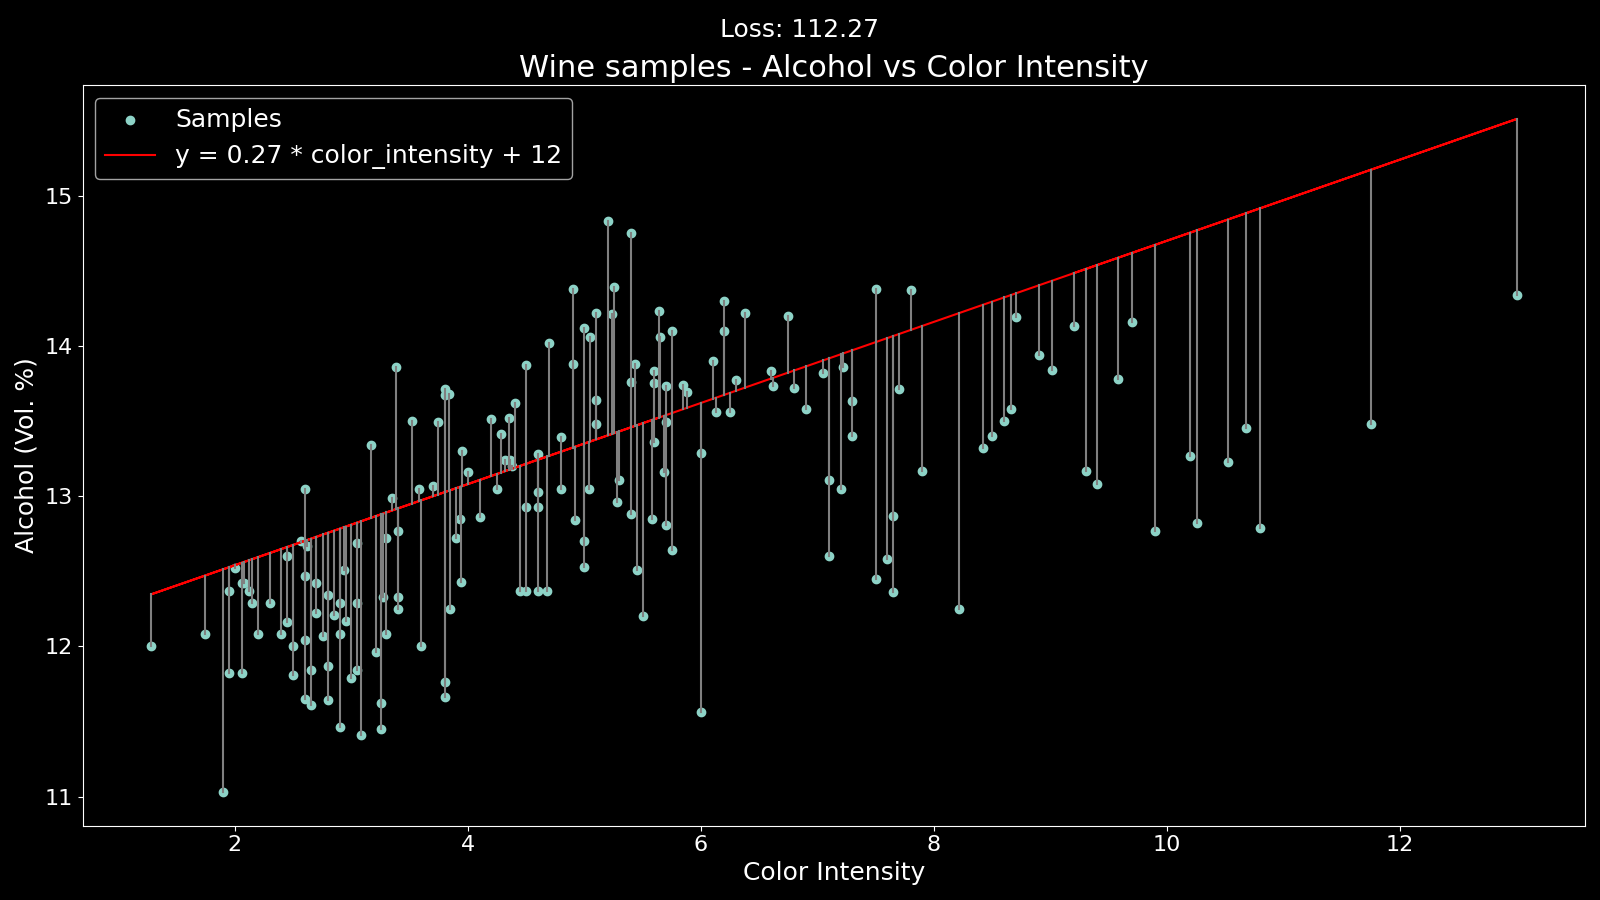 Loss: 112.27
Wine samples - Alcohol vs Color Intensity
Samples
y = 0.27 * color_intensity + 12
Alcohol (Vol. %)
15
14
13
12
11
2 4 6 8 10 12
Color Intensity